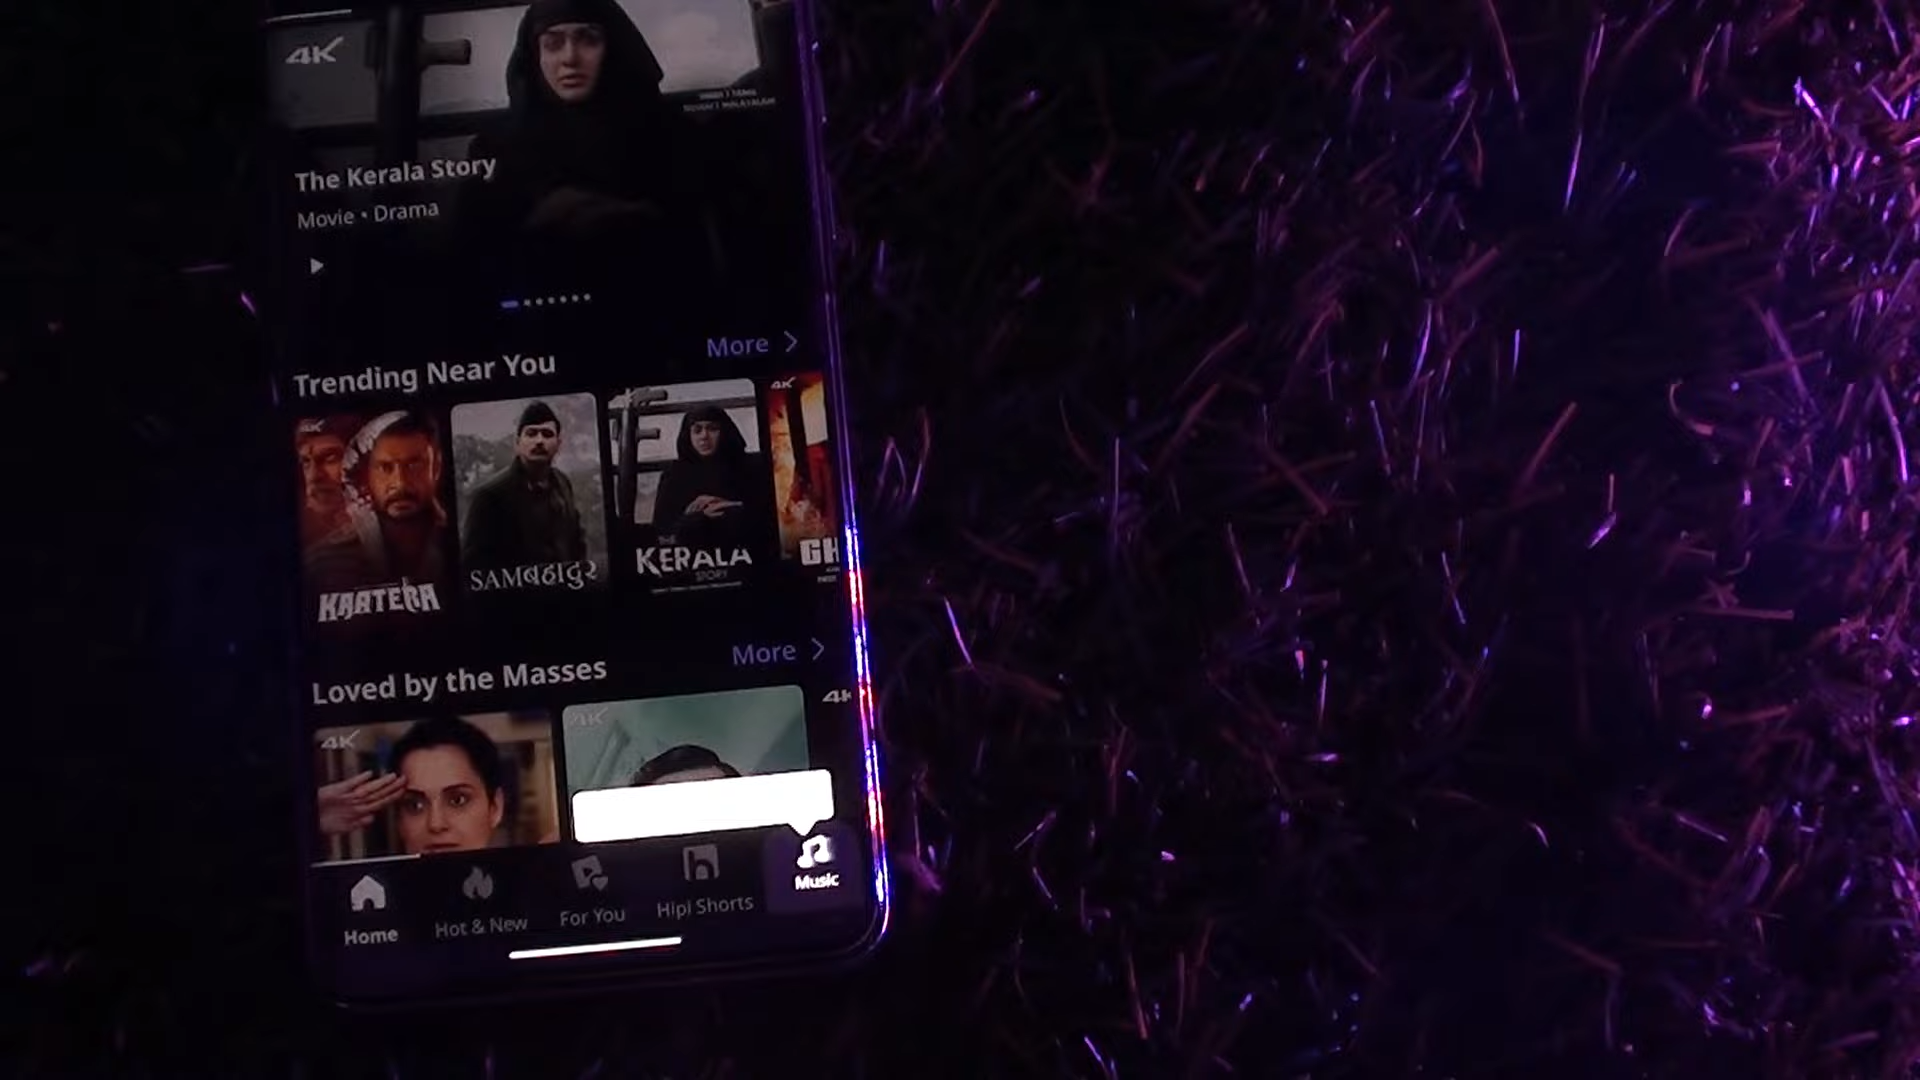 4K
The Kerala Story
Movie • Drama
Trending Near You
More
4K
4K
KAATERA
SAMबहादुर
THE
KERALA
STORY
GH
Loved by the Masses
More
4K
4K
4K
Home
Hot & New
For You
Hipi Shorts
Music